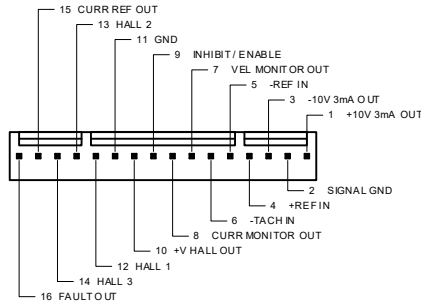 15 CURR REF OUT
13 HALL 2
11 GND
9 INHIBIT / ENABLE
7 VEL MONITOR OUT
5 -REF IN
3 -10V 3mA OUT
1 +10V 3mA OUT
2 SIGNAL GND
4 +REF IN
6 -TACH IN
8 CURR MONITOR OUT
10 +V HALL OUT
12 HALL 1
14 HALL 3
16 FAULT OUT